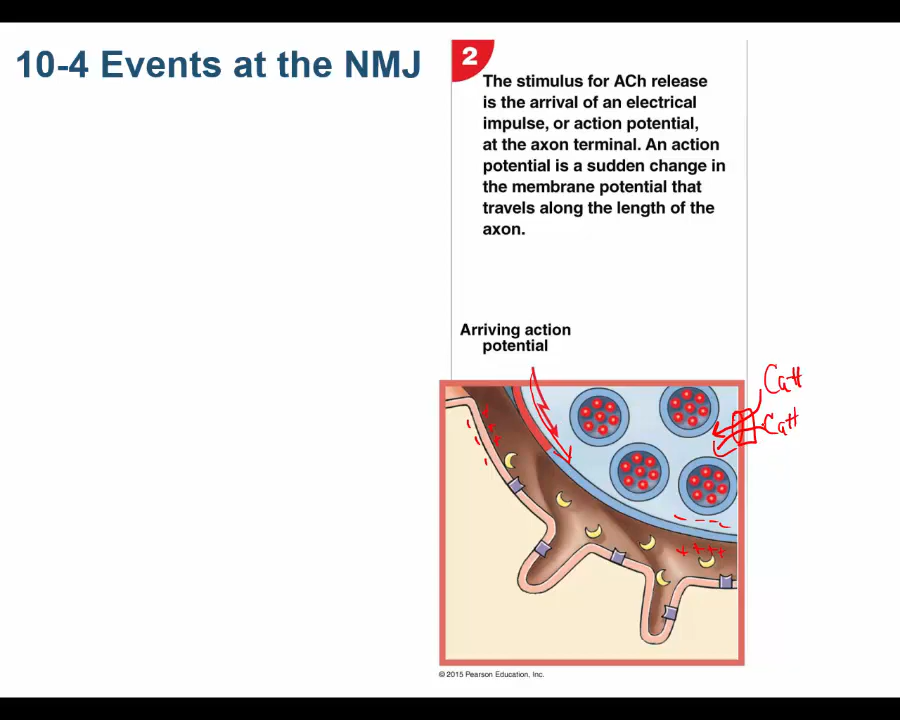 10-4 Events at the NMJ
2
The stimulus for ACh release
is the arrival of an electrical
impulse, or action potential,
at the axon terminal. An action
potential is a sudden change in
the membrane potential that
travels along the length of the
axon.
Arriving action
potential
Ca++
Ca++
© 2015 Pearson Education, Inc.